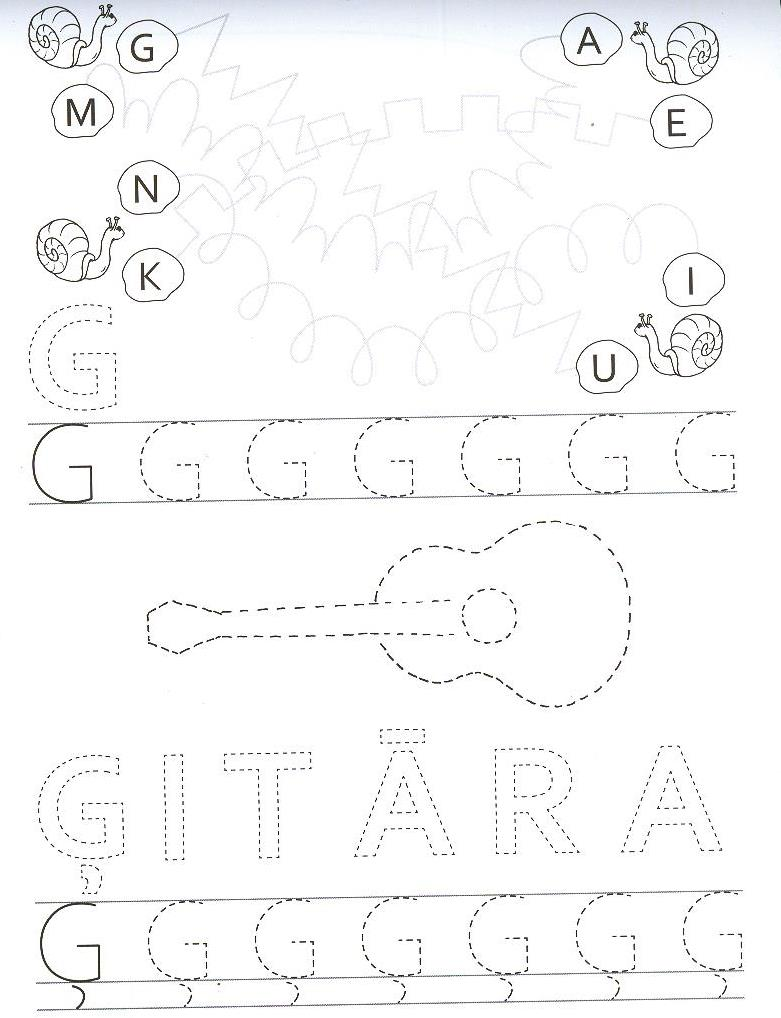 G A
M E
N
K
I
U
G
G G G G G G G
ĢITĀRA
Ģ Ģ Ģ Ģ Ģ Ģ Ģ